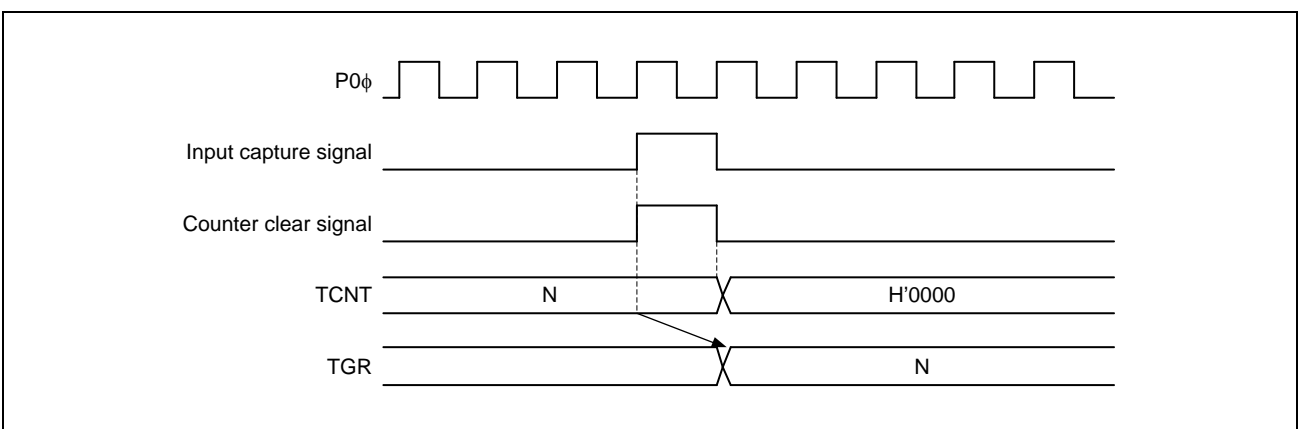 P0ϕ
Input capture signal
Counter clear signal
TCNT N H'0000
TGR N